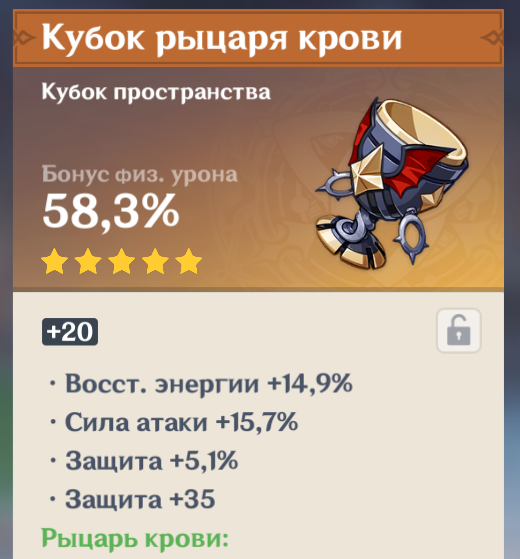 Кубок рыцаря крови
Кубок пространства
Бонус физ. урона
58,3%
+20
· Восст. энергии +14,9%
· Сила атаки +15,7%
· Защита +5,1%
· Защита +35
Рыцарь крови: